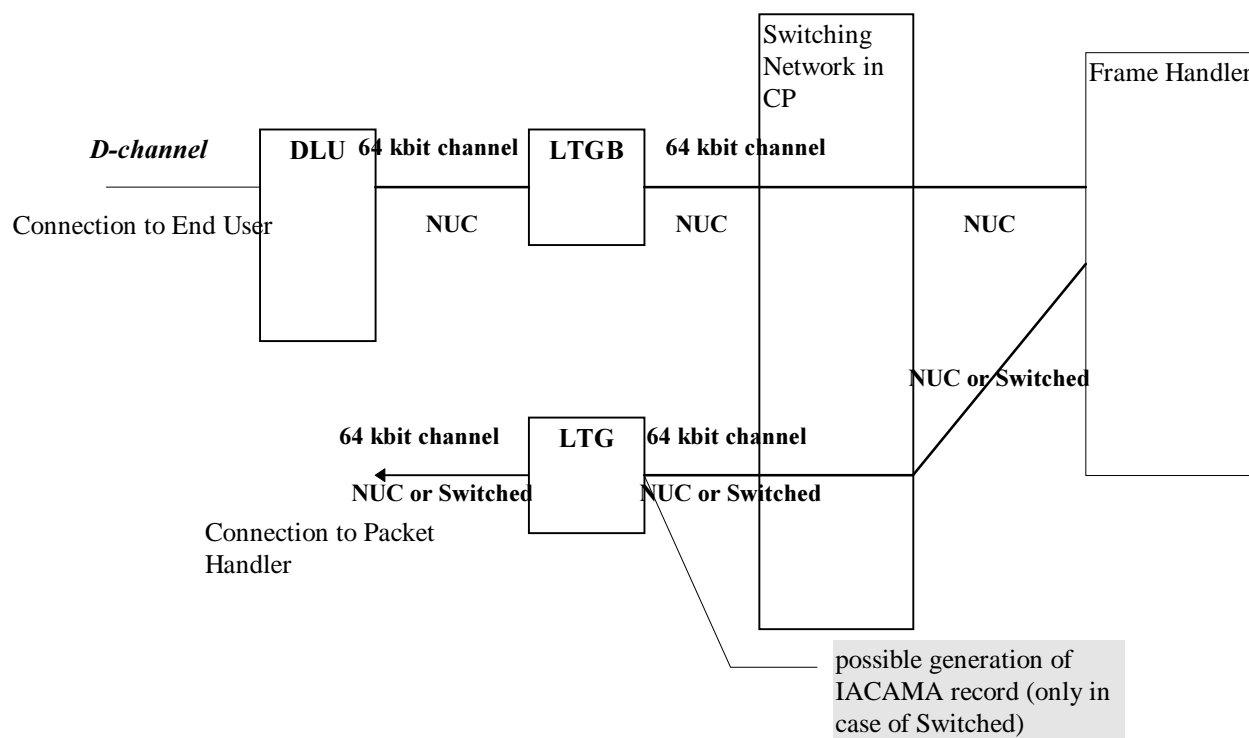 Switching
Network in
CP
Frame Handler
D-channel
DLU
64 kbit channel
LTGB
64 kbit channel
Connection to End User
NUC
NUC
NUC
NUC or Switched
64 kbit channel
LTG
64 kbit channel
NUC or Switched
NUC or Switched
Connection to Packet
Handler
possible generation of
IACAMA record (only in
case of Switched)